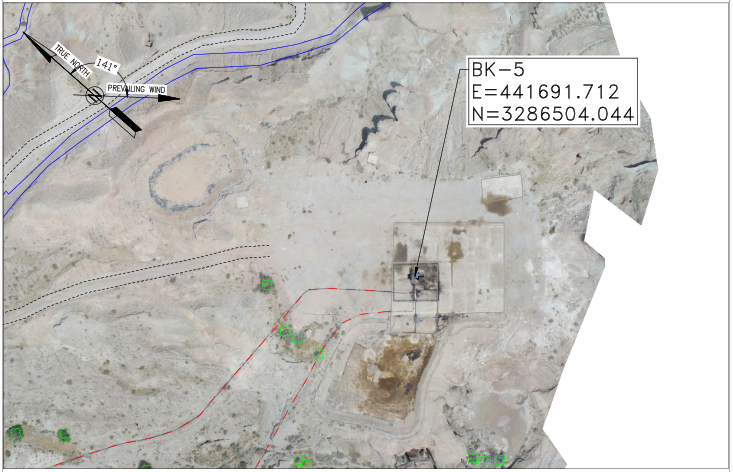 TRUE NORTH
141°
PREVAILING WIND
N
BK-5
E=441691.712
N=3286504.044